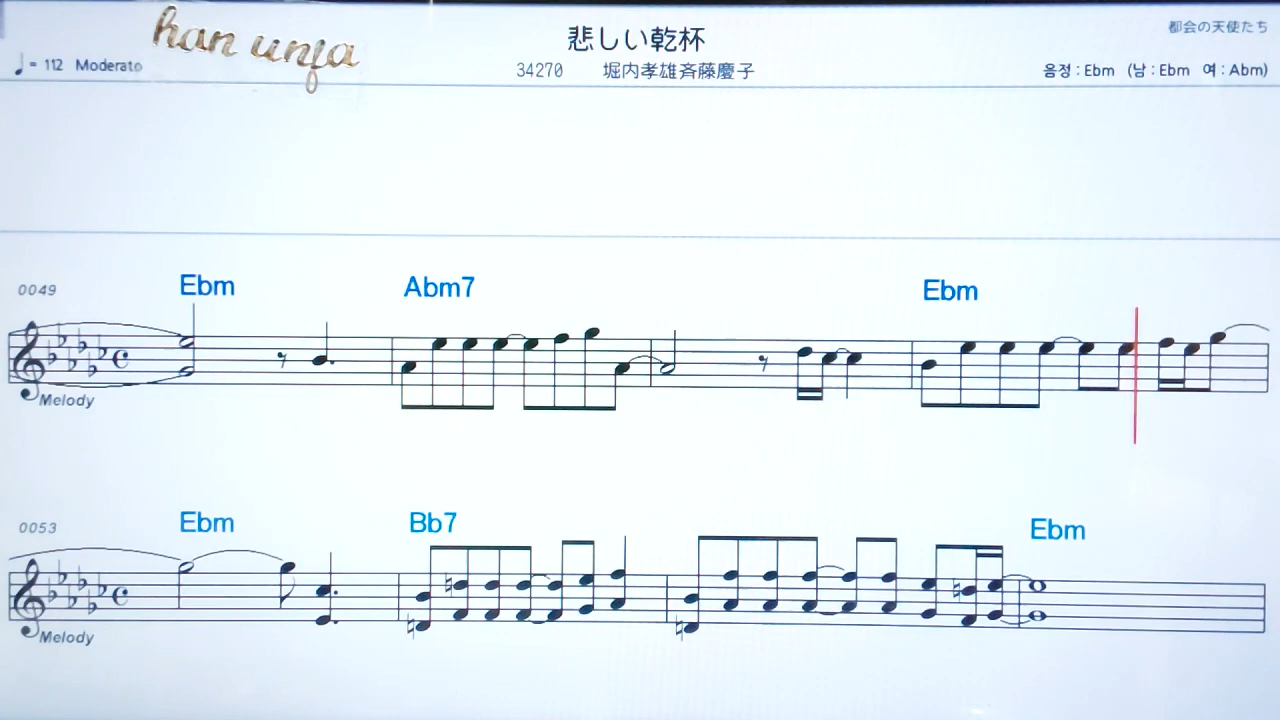 han unja
悲しい乾杯
都会の天使たち
♩= 112 Moderato
34270 堀内孝雄斉藤慶子
음정 : Ebm (남 : Ebm 여 : Abm)
0049
Ebm
Abm7
Ebm
Melody
0053
Ebm
Bb7
Ebm
Melody